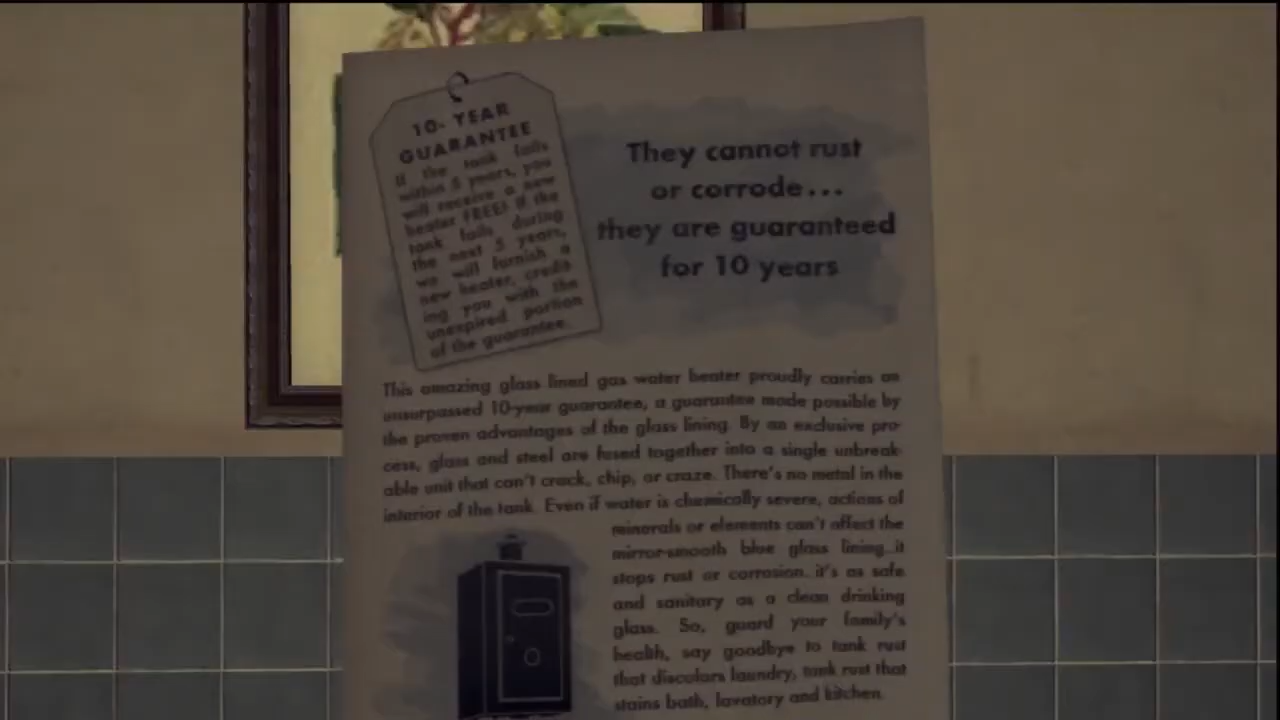 10- YEAR
GUARANTEE
If the tank fails
within 5 years, you
will receive a new
heater FREE! If the
tank fails during
the next 5 years,
we will furnish a
new heater, credit-
ing you with the
unexpired portion
of the guarantee.
They cannot rust
or corrode...
they are guaranteed
for 10 years
This amazing glass lined gas water heater proudly carries an
unsurpassed 10-year guarantee, a guarantee made possible by
the proven advantages of the glass lining. By an exclusive pro-
cess, glass and steel are fused together into a single unbreak-
able unit that can't crack, chip, or craze. There's no metal in the
interior of the tank. Even if water is chemically severe, actions of
minerals or elements can't affect the
mirror-smooth blue glass lining...it
stops rust or corrosion. it's as safe
and sanitary as a clean drinking
glass. So, guard your family's
health, say goodbye to tank rust
that discolors laundry, tank rust that
stains bath, lavatory and kitchen.